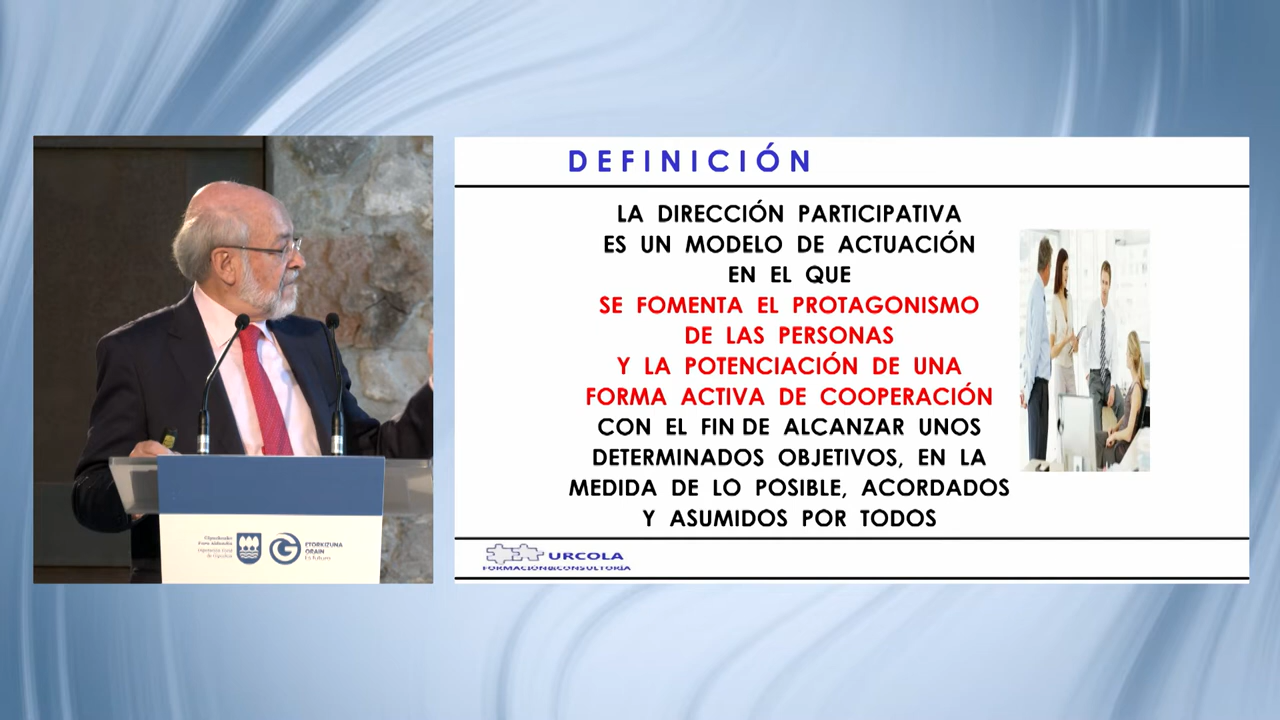 DEFINICIÓN
LA DIRECCIÓN PARTICIPATIVA
ES UN MODELO DE ACTUACIÓN
EN EL QUE
SE FOMENTA EL PROTAGONISMO
DE LAS PERSONAS
Y LA POTENCIACIÓN DE UNA
FORMA ACTIVA DE COOPERACIÓN
CON EL FIN DE ALCANZAR UNOS
DETERMINADOS OBJETIVOS, EN LA
MEDIDA DE LO POSIBLE, ACORDADOS
Y ASUMIDOS POR TODOS
URCOLA
FORMACIÓN&CONSULTORÍA
ETORKIZUNA
ORAIN